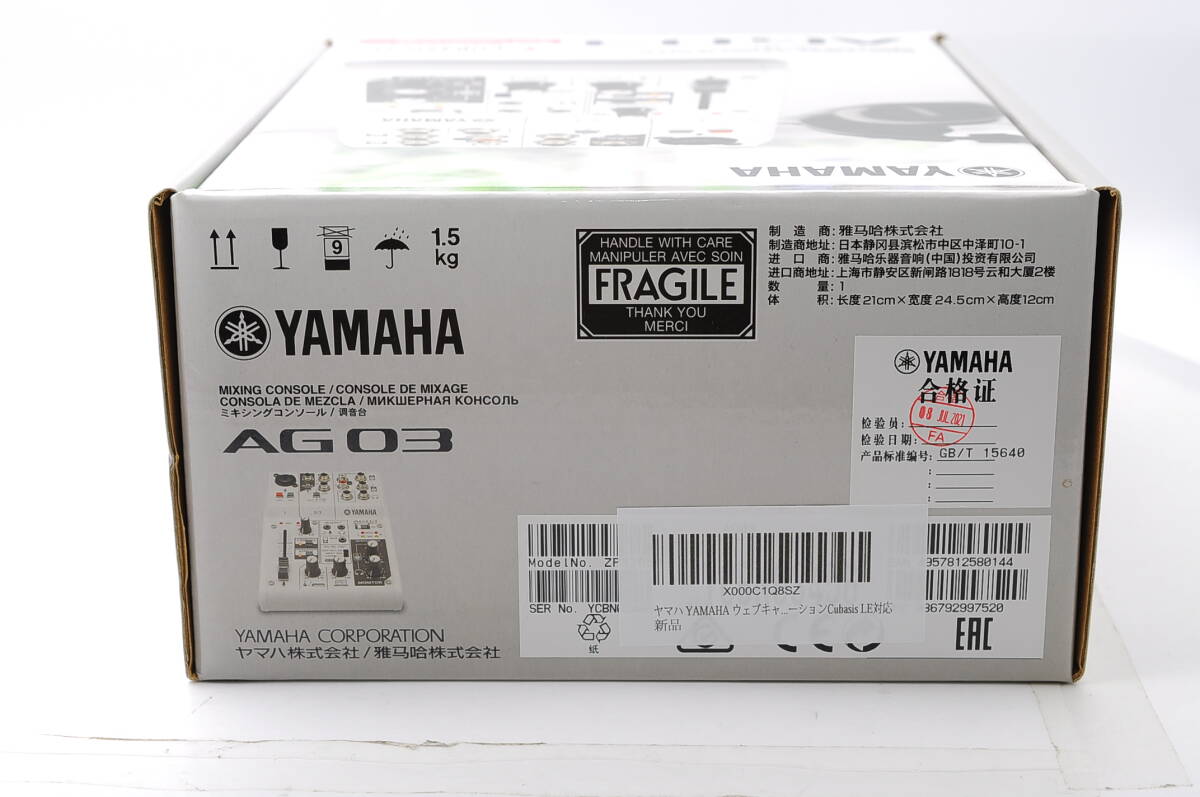 YAMAHA
YAMAHA
9
1.5
kg
YAMAHA
MIXING CONSOLE / CONSOLE DE MIXAGE
CONSOLA DE MEZCLA / МИКШЕРНАЯ КОНСОЛЬ
ミキシングコンソール / 调音台
AG03
YAMAHA
MONITOR
YAMAHA CORPORATION
ヤマハ株式会社/雅马哈株式会社
HANDLE WITH CARE
MANIPULER AVEC SOIN
FRAGILE
THANK YOU
MERCI
制造商:雅马哈株式会社
制造商地址:日本静冈县滨松市中区中泽町10-1
进口商:雅马哈乐器音响(中国)投资有限公司
进口商地址:上海市静安区新闸路1818号云和大厦2楼
数量:1
体积:长度21cm×宽度24.5cm×高度12cm
YAMAHA
合格证
检验员:
08 JUL 2021
检验日期:
FA
产品标准编号: GB/T 15640
:
:
:
ModelNo. ZP
957812580144
SER No. YCBN
86792997520
X000C1Q8SZ
ヤマハ YAMAHA ウェブキャ...ーションCubasis LE対応
新品
紙
EAC